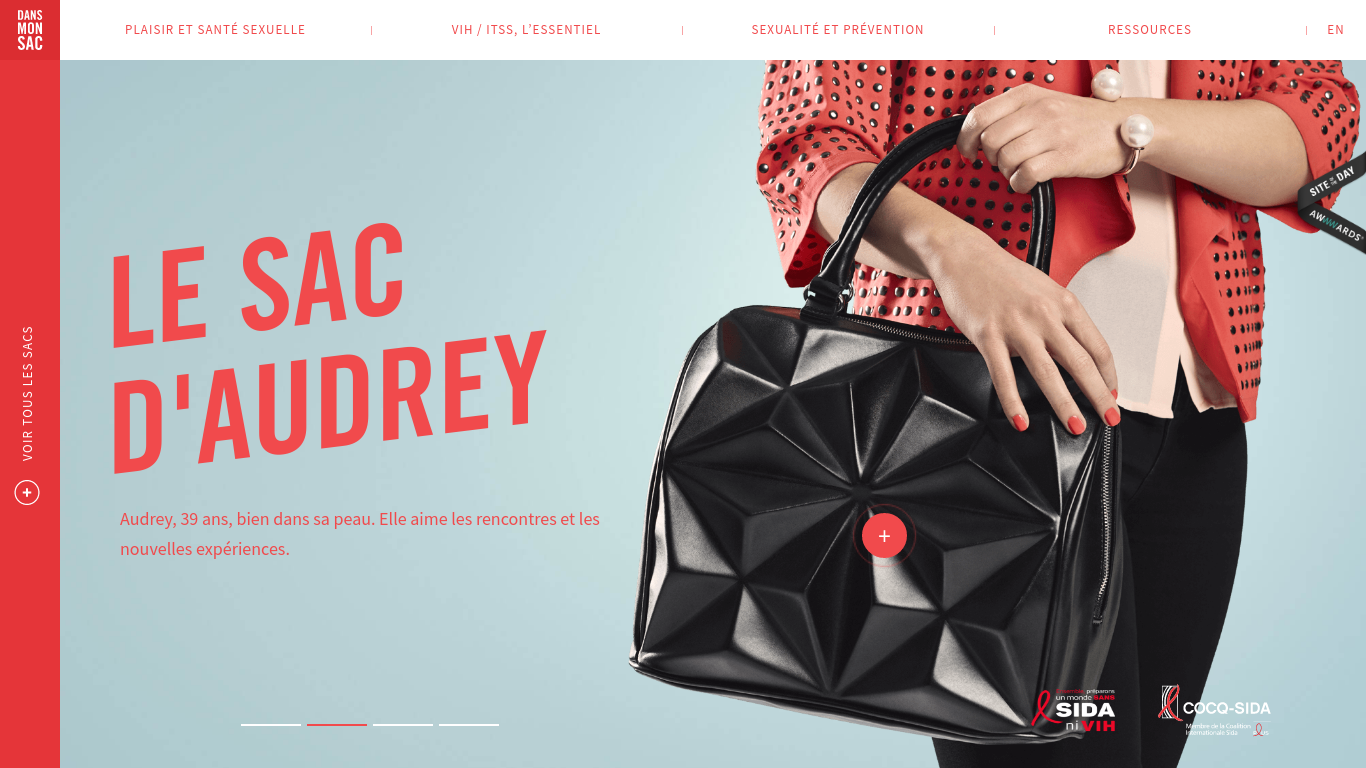 DANS
MON
SAC
PLAISIR ET SANTÉ SEXUELLE
VIH / ITSS, L'ESSENTIEL
SEXUALITÉ ET PRÉVENTION
RESSOURCES
EN
VOIR TOUS LES SACS
LE SAC
D'AUDREY
Audrey, 39 ans, bien dans sa peau. Elle aime les rencontres et les
nouvelles expériences.
SITE OF THE DAY
AWWWARDS
préparons
un monde SANS
SIDA
ni VIH
COCQ-SIDA
Membre de la Coalition
Internationale Sida